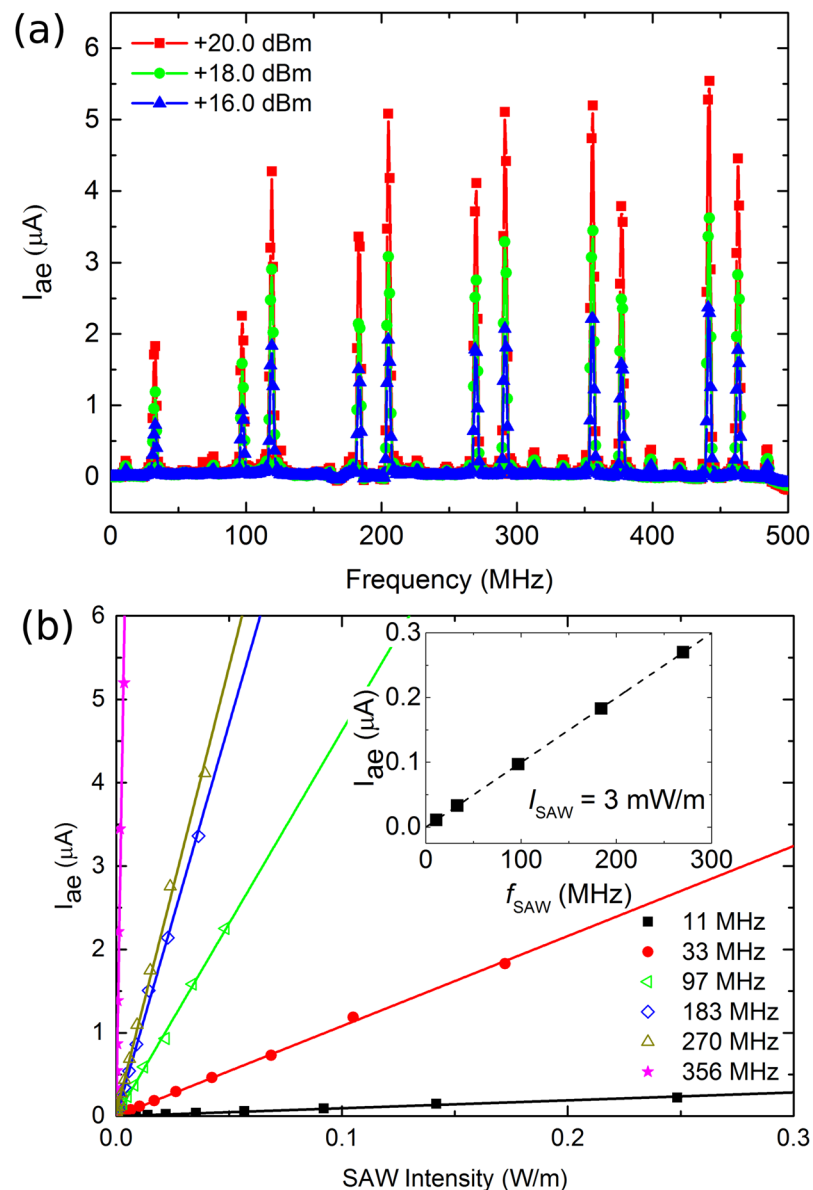 (a)
+20.0 dBm
+18.0 dBm
+16.0 dBm
6
5
4
3
2
1
0
I_ae (μA)
0 100 200 300 400 500
Frequency (MHz)
(b)
6
5
4
3
2
1
0
I_ae (μA)
0.3
0.2
0.1
0.0
I_ae (μA)
I_SAW = 3 mW/m
0 100 200 300
f_SAW (MHz)
11 MHz
33 MHz
97 MHz
183 MHz
270 MHz
356 MHz
0.0 0.1 0.2 0.3
SAW Intensity (W/m)